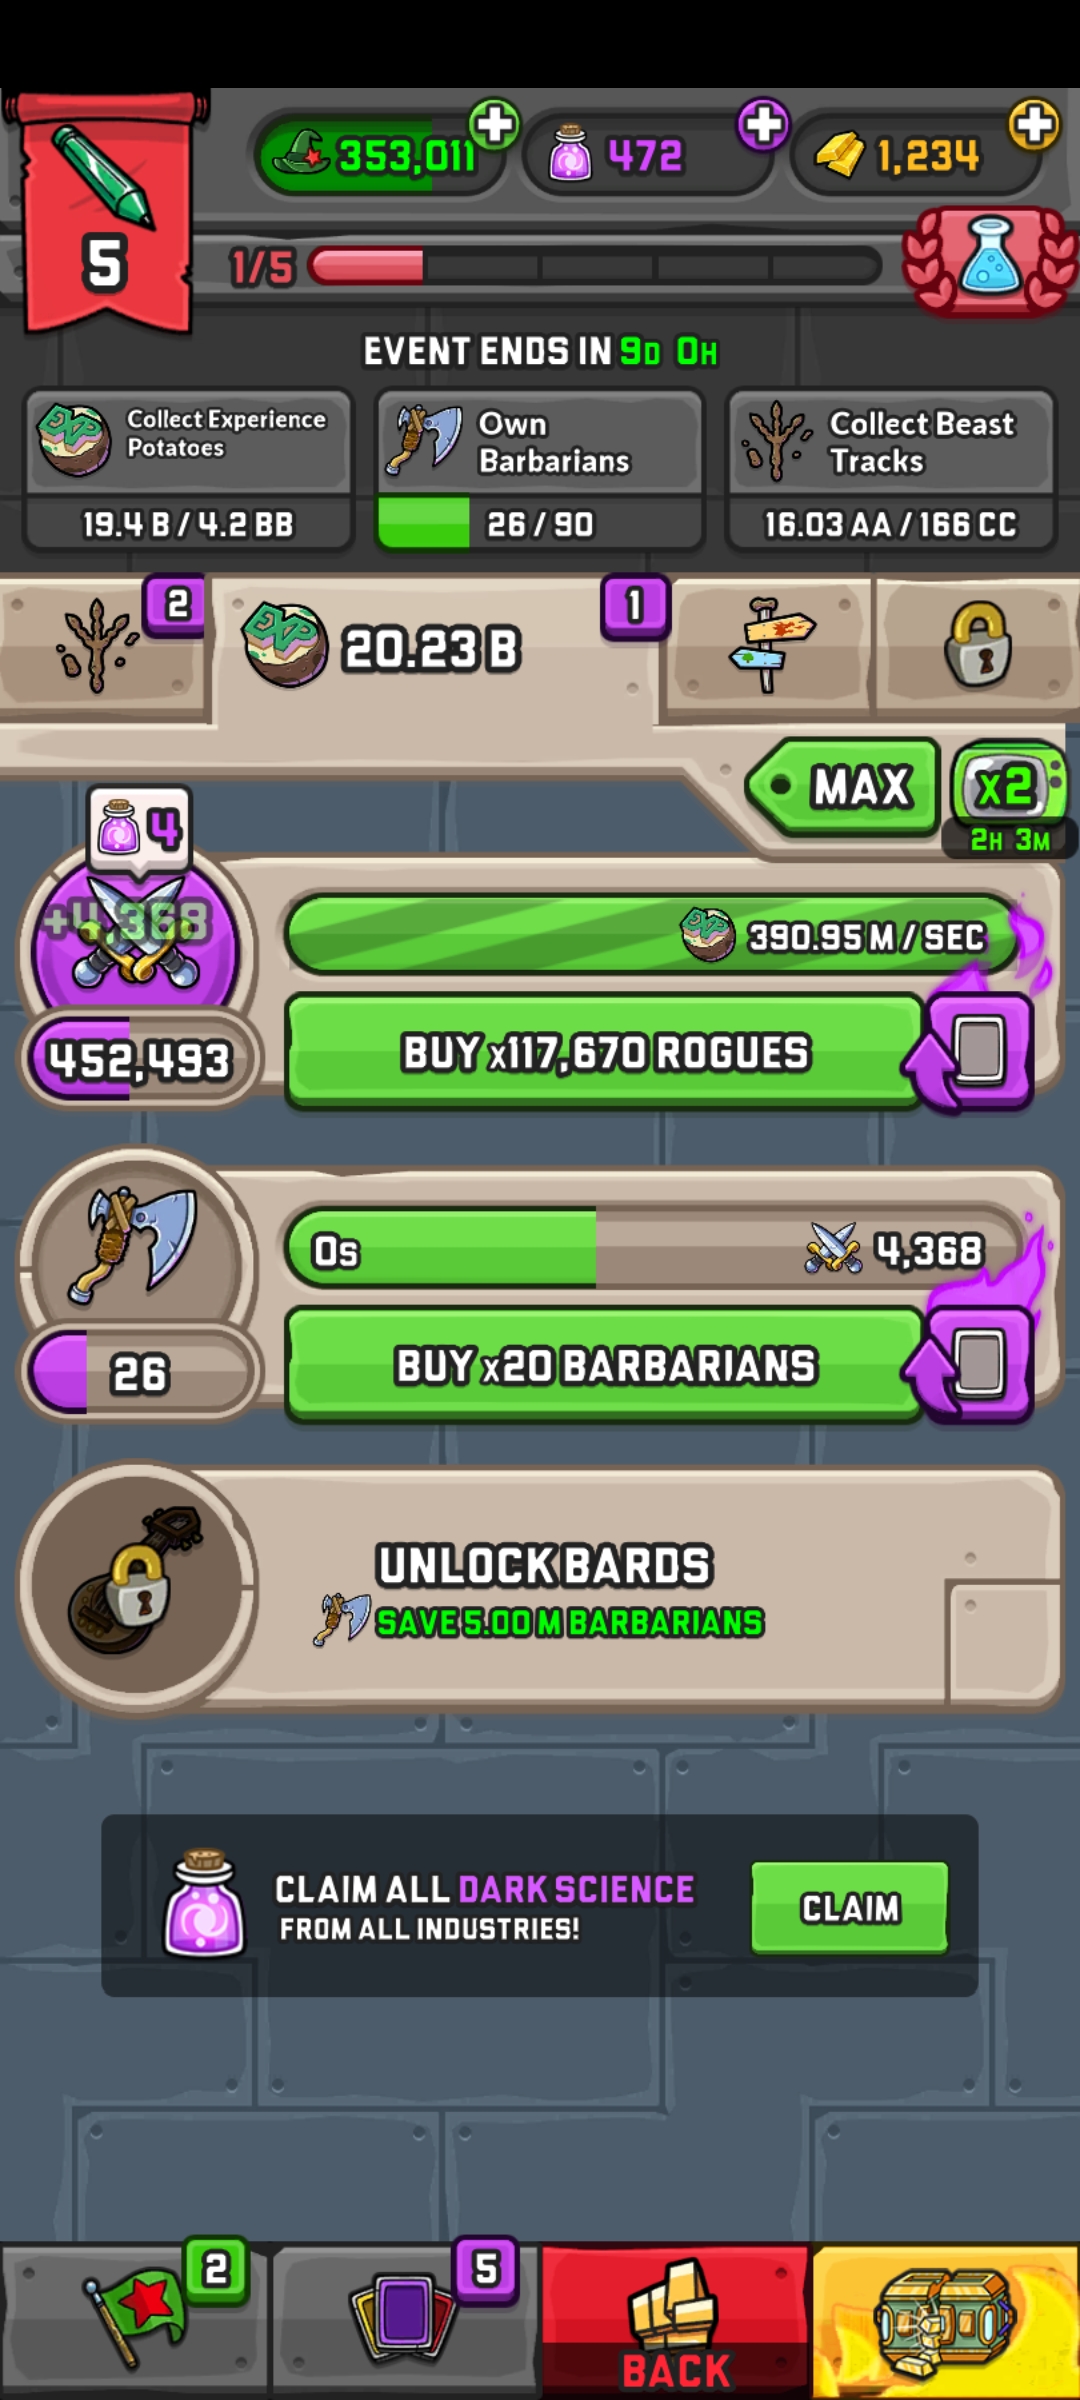 353,011
472
1,234
5
1/5
EVENT ENDS IN 9D 0H
Collect Experience
Potatoes
19.4 B / 4.2 BB
Own
Barbarians
26 / 90
Collect Beast
Tracks
16.03 AA / 166 CC
2
EXP
20.23 B
1
MAX
x2
2H 3M
4
+4,368
EXP
390.95 M / SEC
452,493
BUY x117,670 ROGUES
0s
4,368
26
BUY x20 BARBARIANS
UNLOCK BARDS
SAVE 5.00 M BARBARIANS
CLAIM ALL DARK SCIENCE
FROM ALL INDUSTRIES!
CLAIM
2
5
BACK